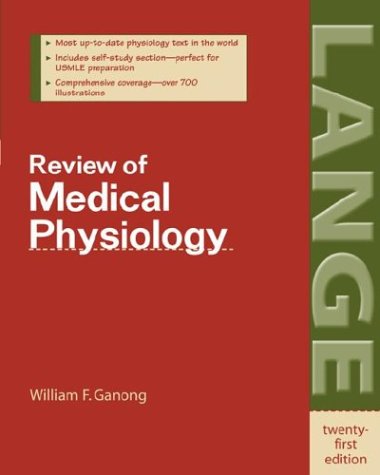 ► Most up-to-date physiology text in the world
► Includes self-study section—perfect for
USMLE preparation
► Comprehensive coverage—over 700
illustrations
LANGE
Review of
Medical
Physiology
William F. Ganong
twenty-
first
edition